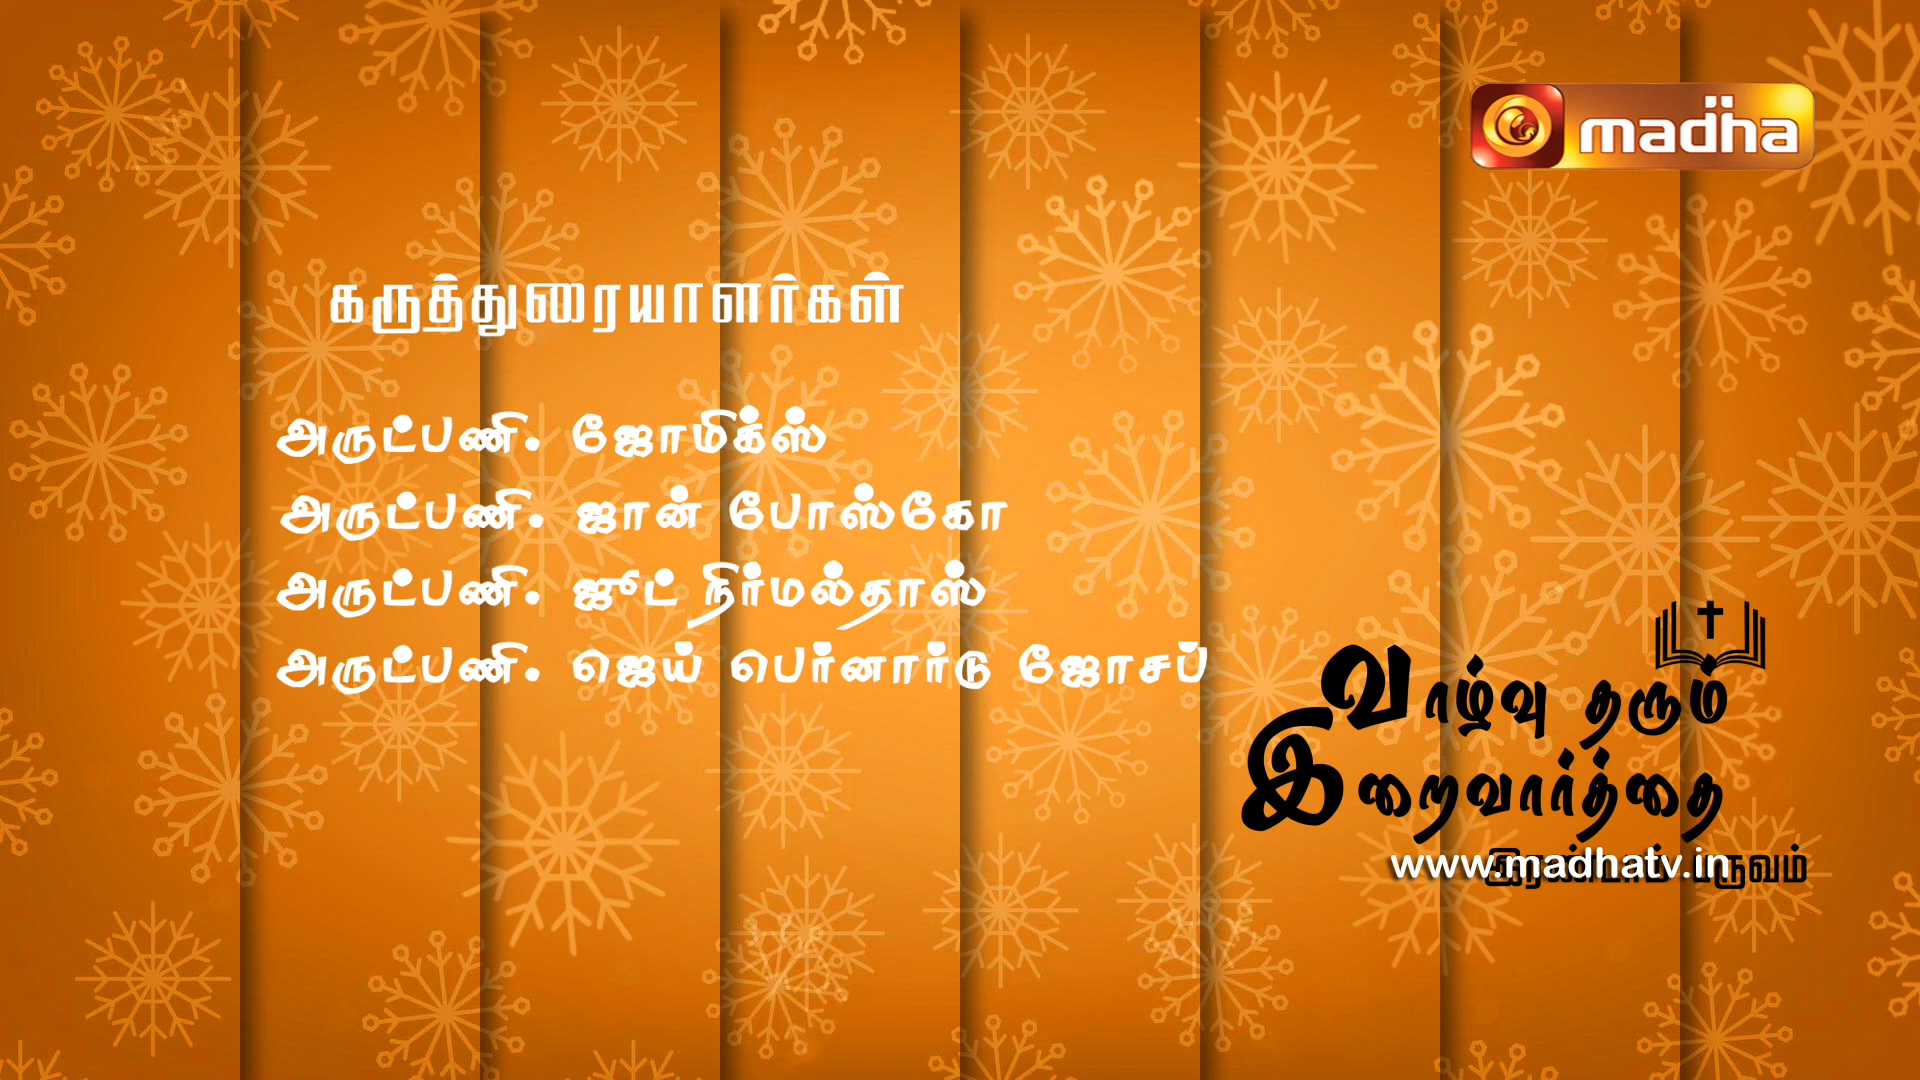 madha
கருத்துரையாளர்கள்
அருட்பணி. ஜோமிக்ஸ்
அருட்பணி. ஜான் போஸ்கோ
அருட்பணி. ஜூட் நிர்மல்தாஸ்
அருட்பணி. ஜெய் பெர்னார்டு ஜோசப்
வாழ்வு தரும்
இறைவார்த்தை
www.madhatv.in